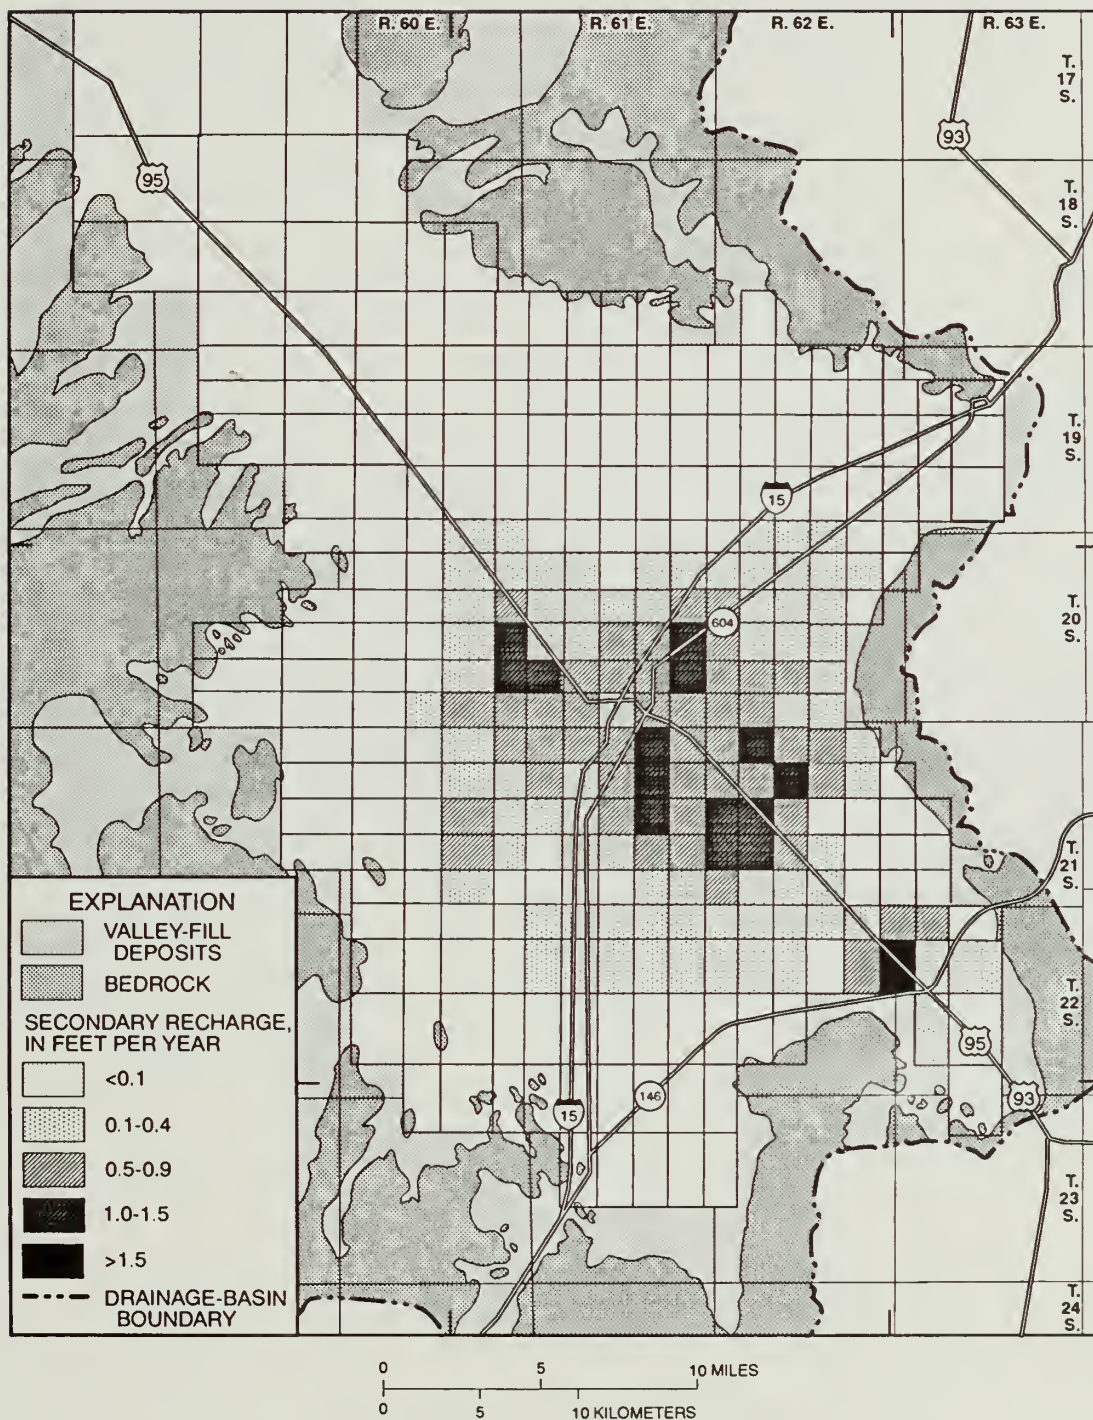 R. 60 E. R. 61 E. R. 62 E. R. 63 E.
T.
17
S.
93
95
T.
18
S.
T.
19
S.
15
T.
20
S.
604
T.
21
S.
EXPLANATION
VALLEY-FILL
DEPOSITS
BEDROCK
SECONDARY RECHARGE,
IN FEET PER YEAR
<0.1
0.1-0.4
0.5-0.9
1.0-1.5
>1.5
DRAINAGE-BASIN
BOUNDARY
T.
22
S.
95
146
93
15
T.
23
S.
T.
24
S.
0 5 10 MILES
0 5 10 KILOMETERS